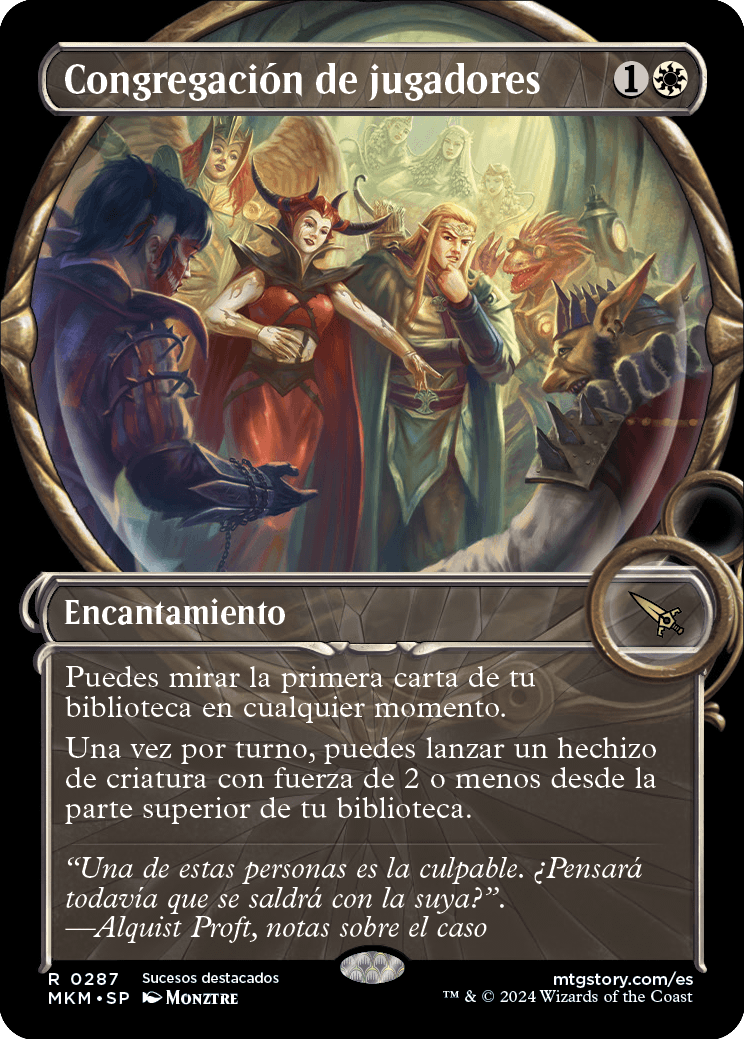 Congregación de jugadores 1
Encantamiento
Puedes mirar la primera carta de tu
biblioteca en cualquier momento.
Una vez por turno, puedes lanzar un hechizo
de criatura con fuerza de 2 o menos desde la
parte superior de tu biblioteca.
“Una de estas personas es la culpable. ¿Pensará
todavía que se saldrá con la suya?”.
—Alquist Proft, notas sobre el caso
R 0287 Sucesos destacados mtgstory.com/es
MKM • SP Monztre ™ & © 2024 Wizards of the Coast